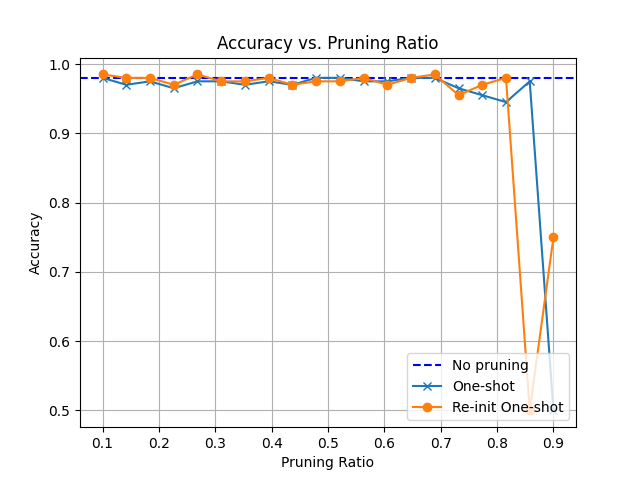 Accuracy vs. Pruning Ratio
1.0
0.9
0.8
0.7
0.6
0.5
Accuracy
No pruning
One-shot
Re-init One-shot
0.1 0.2 0.3 0.4 0.5 0.6 0.7 0.8 0.9
Pruning Ratio